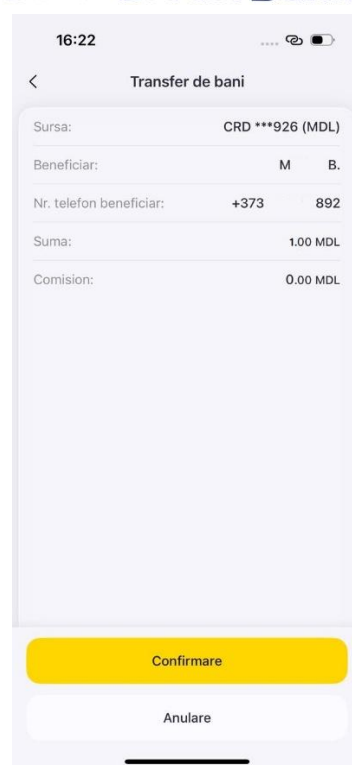 16:22
Transfer de bani
Sursa: CRD ***926 (MDL)
Beneficiar: M B.
Nr. telefon beneficiar: +373 892
Suma: 1.00 MDL
Comision: 0.00 MDL
Confirmare
Anulare